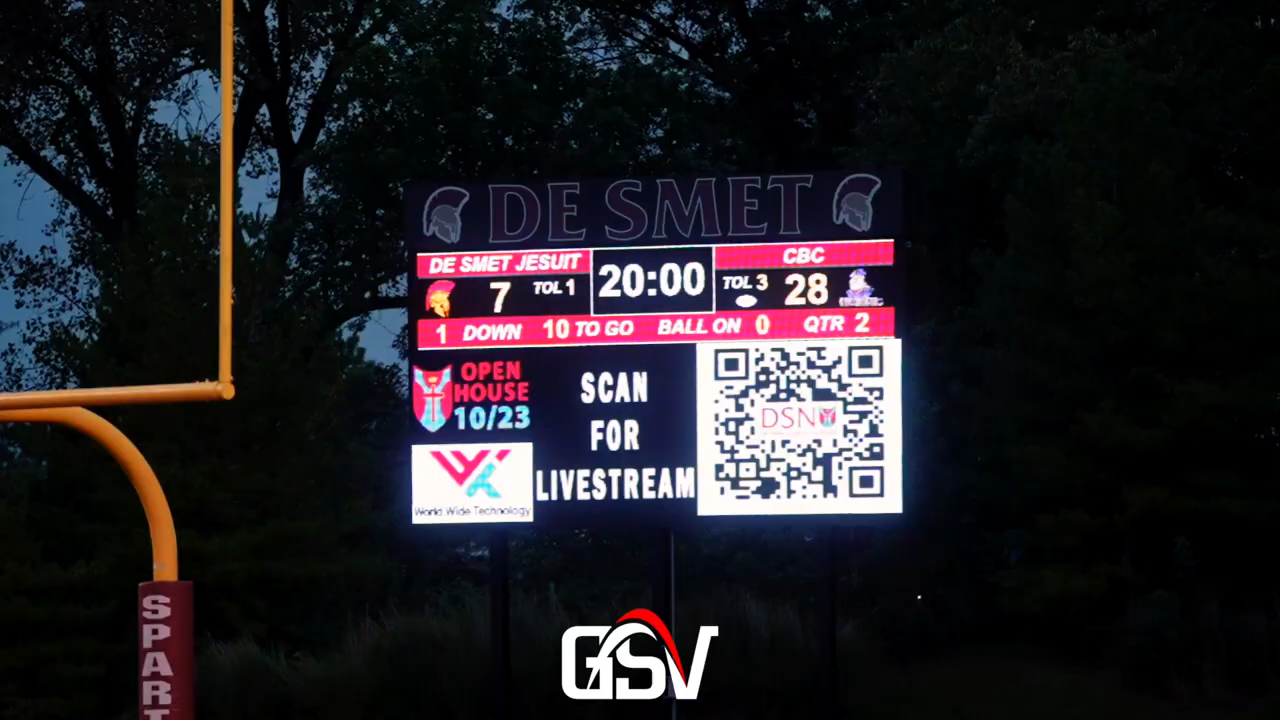 DE SMET
DE SMET JESUIT
7 TOL 1
20:00
CBC
TOL 3 28
1 DOWN 10 TO GO BALL ON 0 QTR 2
OPEN
HOUSE
10/23
SCAN
FOR
LIVESTREAM
DSN
World Wide Technology
SPART
GSV